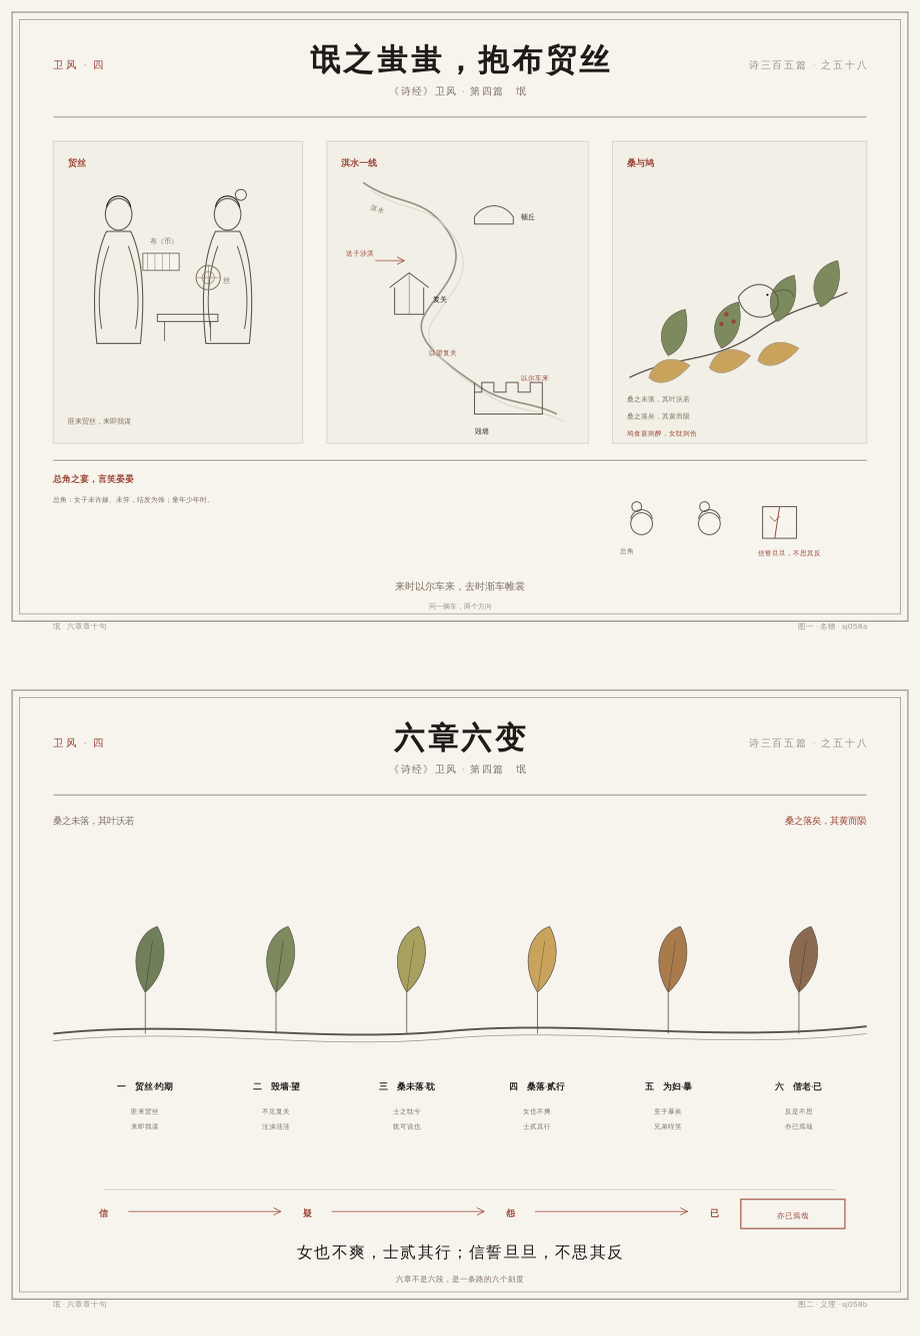 卫风 · 四
氓之蚩蚩，抱布贸丝
诗三百五篇 · 之五十八
《诗经》卫风 · 第四篇　氓
贸丝
布（币）
丝
匪来贸丝，来即我谋
淇水一线
淇水
顿丘
送子涉淇
复关
以望复关
以尔车来
毁墙
桑与鸠
桑之未落，其叶沃若
桑之落矣，其黄而陨
鸠食葚则醉，女耽则伤
总角之宴，言笑晏晏
总角：女子未许嫁、未笄，结发为饰；童年少年时。
总角
信誓旦旦，不思其反
来时以尔车来，去时渐车帷裳
同一辆车，两个方向
氓 · 六章章十句
图一 · 名物 · sj058a
卫风 · 四
六章六变
诗三百五篇 · 之五十八
《诗经》卫风 · 第四篇　氓
桑之未落，其叶沃若
桑之落矣，其黄而陨
一　贸丝·约期
二　毁墙·望
三　桑未落·耽
四　桑落·贰行
五　为妇·暴
六　偕老·已
匪来贸丝
不见复关
士之耽兮
女也不爽
至于暴矣
反是不思
来即我谋
泣涕涟涟
犹可说也
士贰其行
兄弟咥笑
亦已焉哉
信
疑
怨
已
亦已焉哉
女也不爽，士贰其行；信誓旦旦，不思其反
六章不是六段，是一条路的六个刻度
氓 · 六章章十句
图二 · 义理 · sj058b